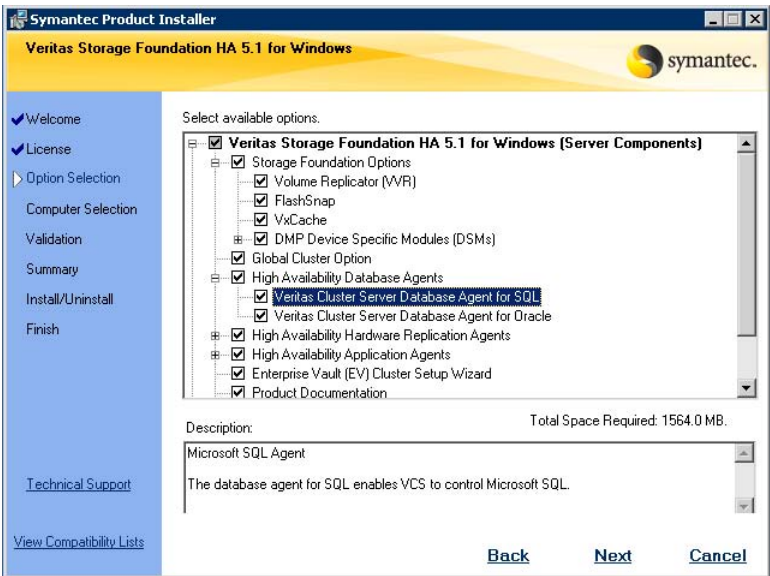 Symantec Product Installer
Veritas Storage Foundation HA 5.1 for Windows
symantec.
Welcome
License
Option Selection
Computer Selection
Validation
Summary
Install/Uninstall
Finish
Technical Support
View Compatibility Lists
Select available options.
Veritas Storage Foundation HA 5.1 for Windows (Server Components)
Storage Foundation Options
Volume Replicator (VVR)
FlashSnap
VxCache
DMP Device Specific Modules (DSMs)
Global Cluster Option
High Availability Database Agents
Veritas Cluster Server Database Agent for SQL
Veritas Cluster Server Database Agent for Oracle
High Availability Hardware Replication Agents
High Availability Application Agents
Enterprise Vault (EV) Cluster Setup Wizard
Product Documentation
Total Space Required: 1564.0 MB.
Description:
Microsoft SQL Agent
The database agent for SQL enables VCS to control Microsoft SQL.
Back Next Cancel